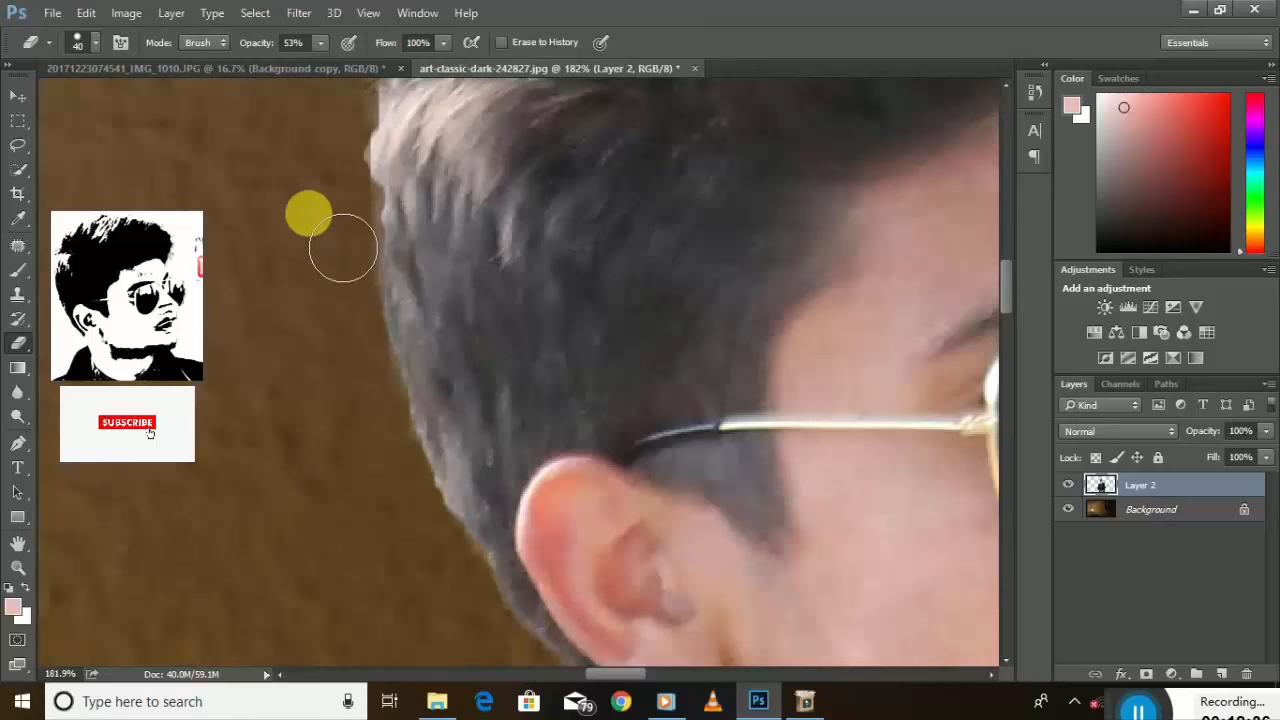 Ps File Edit Image Layer Type Select Filter 3D View Window Help
40 Mode: Brush Opacity: 53% Flow: 100% Erase to History Essentials
20171223074541_IMG_1010.JPG @ 16.7% (Background copy, RGB/8) * × art-classic-dark-242827.jpg @ 182% (Layer 2, RGB/8) * ×
Color Swatches
Adjustments Styles
Add an adjustment
Layers Channels Paths
Kind
SUBSCRIBE
Normal Opacity: 100%
Lock: Fill: 100%
Layer 2
Background
181.9% Doc: 40.0M/59.1M
Type here to search
79
Ps
Recording...